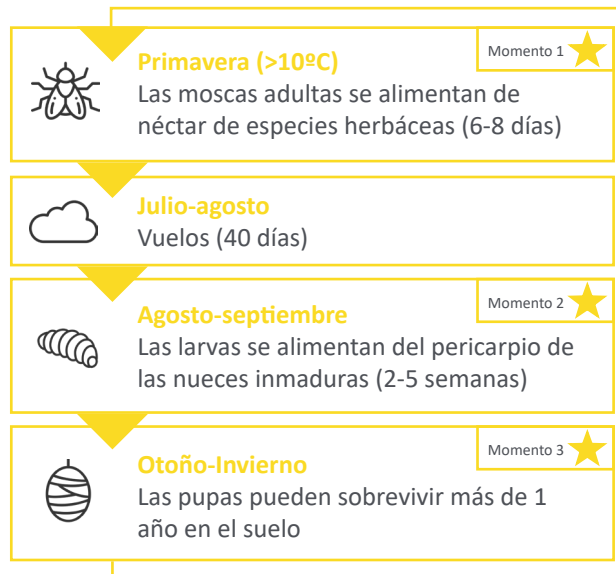 Momento 1
Primavera (>10ºC)
Las moscas adultas se alimentan de
néctar de especies herbáceas (6-8 días)
Julio-agosto
Vuelos (40 días)
Momento 2
Agosto-septiembre
Las larvas se alimentan del pericarpio de
las nueces inmaduras (2-5 semanas)
Momento 3
Otoño-Invierno
Las pupas pueden sobrevivir más de 1
año en el suelo